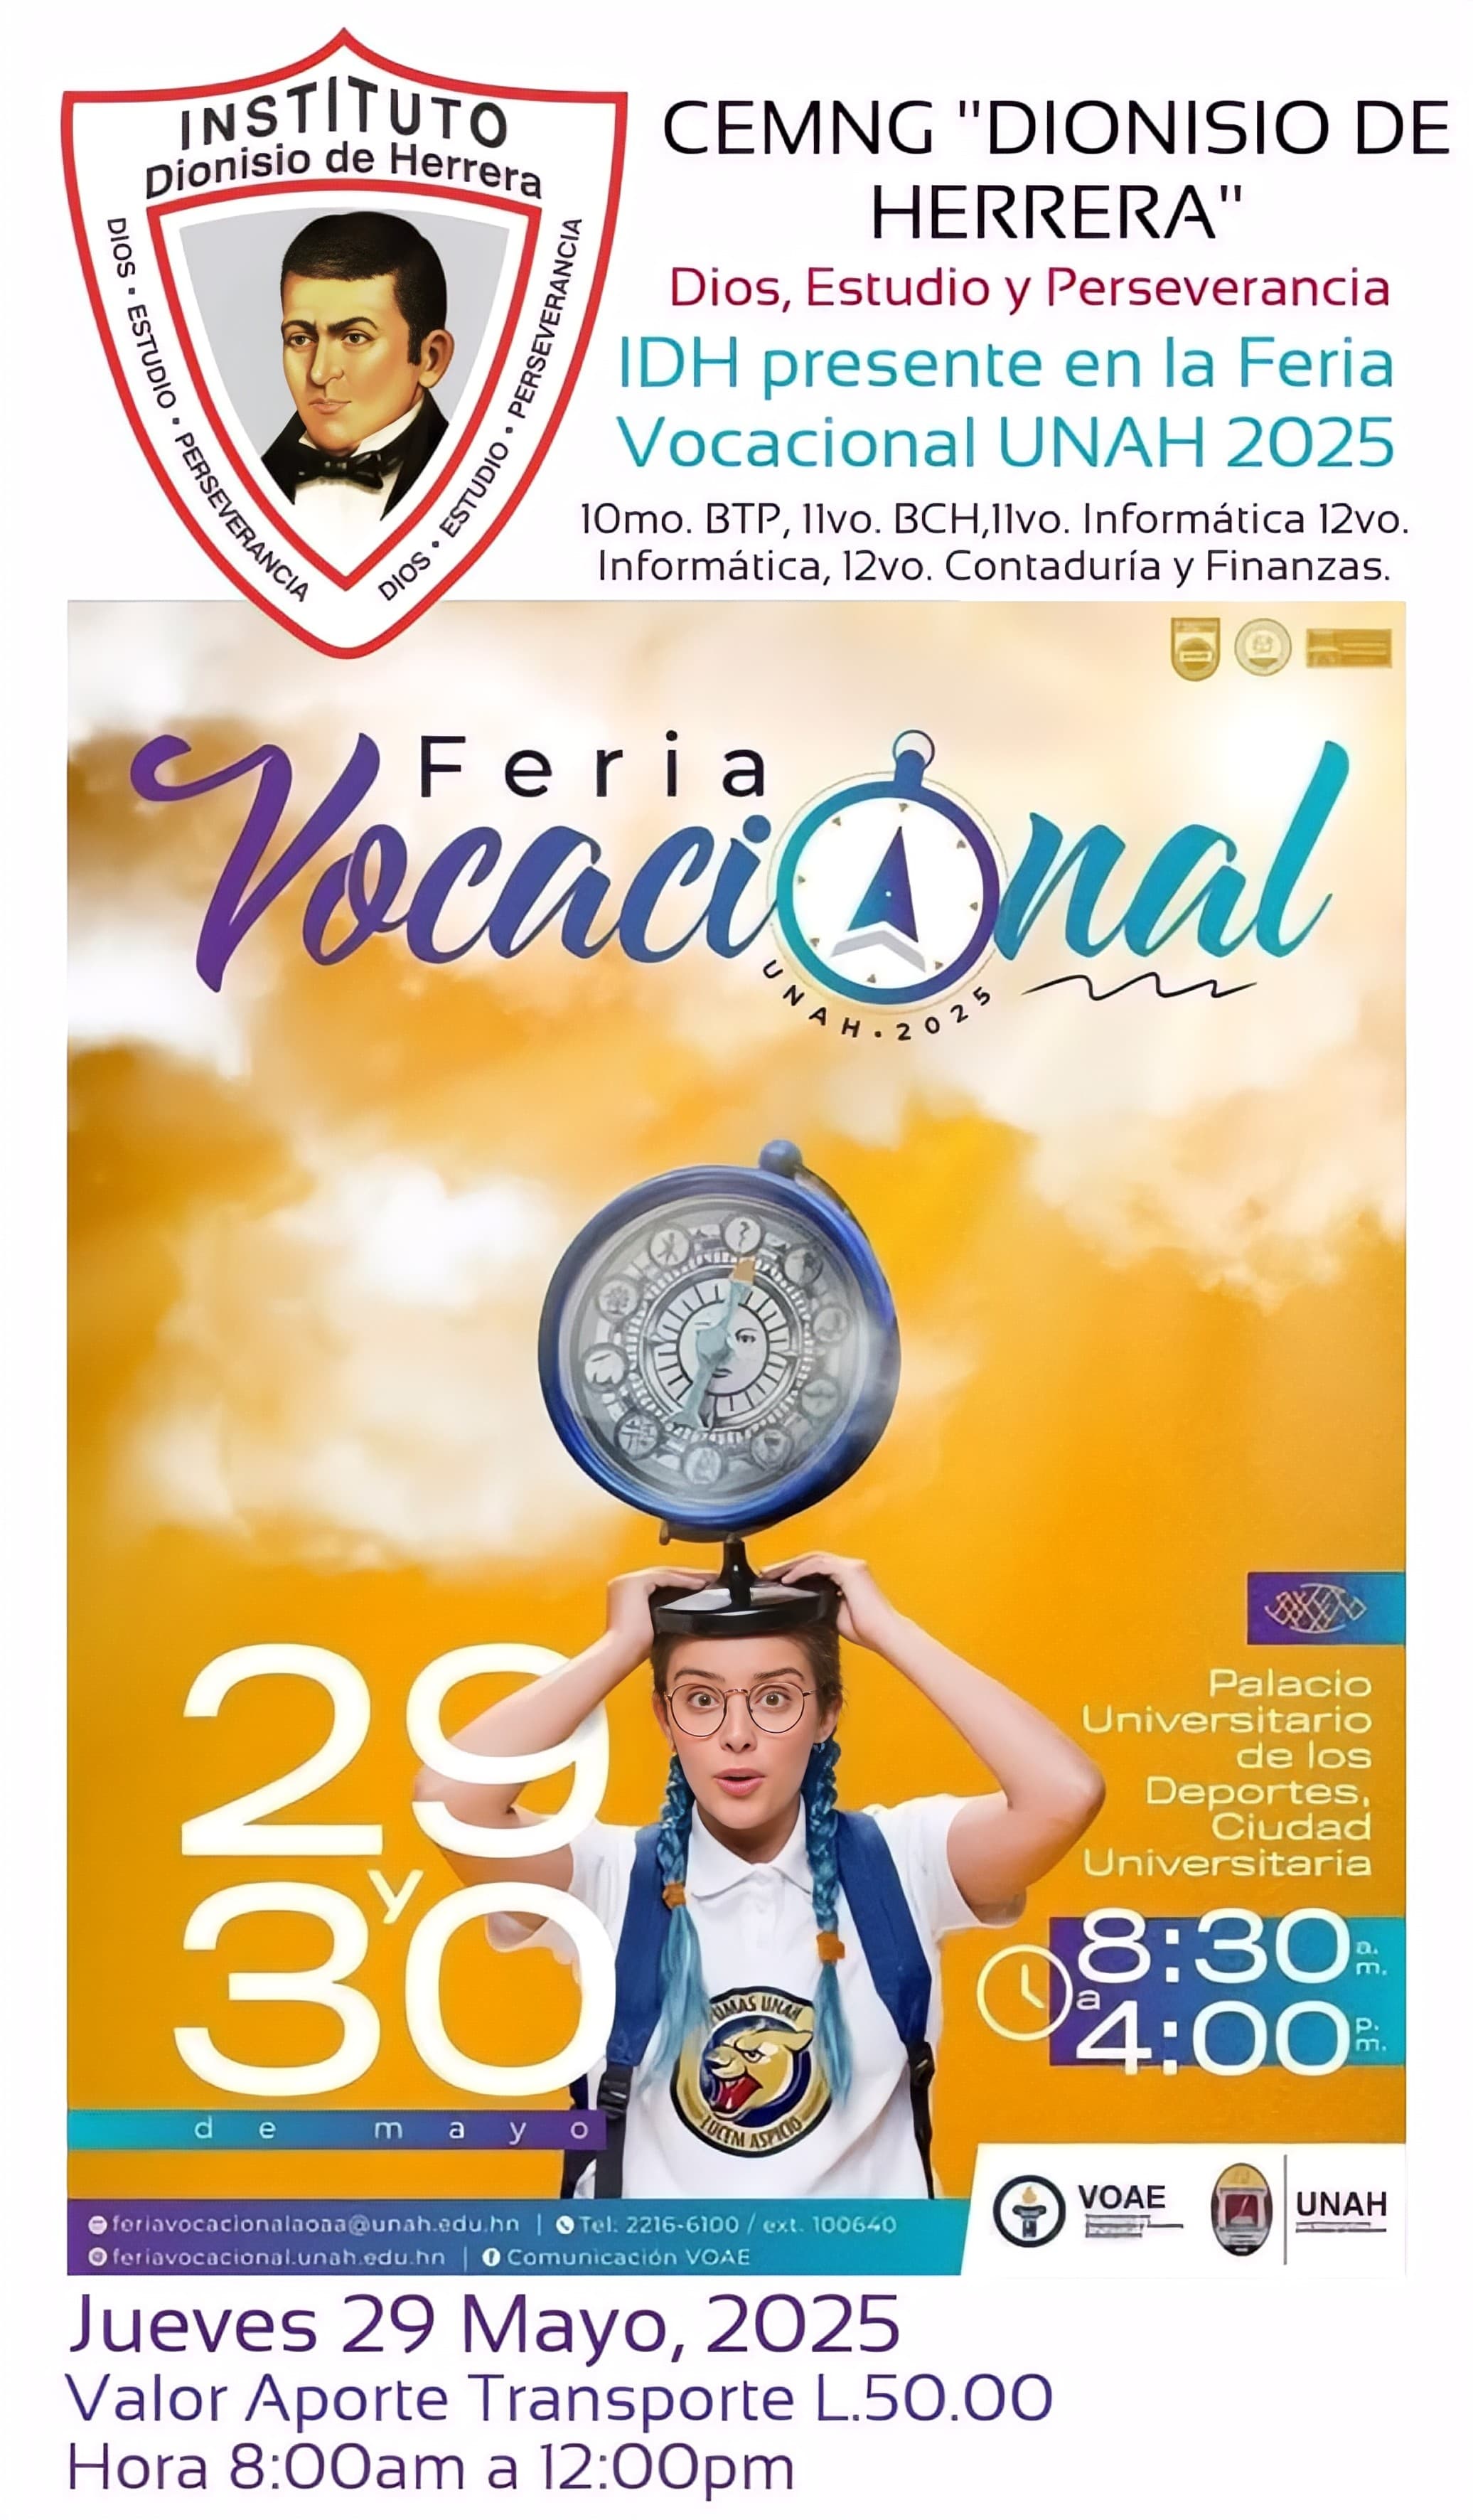 INSTITUTO
Dionisio de Herrera
DIOS • ESTUDIO • PERSEVERANCIA
DIOS • ESTUDIO • PERSEVERANCIA
CEMNG "DIONISIO DE
HERRERA"
Dios, Estudio y Perseverancia
IDH presente en la Feria
Vocacional UNAH 2025
10mo. BTP, 11vo. BCH,11vo. Informática 12vo.
Informática, 12vo. Contaduría y Finanzas.
Feria
Vocacional
UNAH • 2025
29
y
30
de mayo
Palacio
Universitario
de los
Deportes,
Ciudad
Universitaria
8:30 a.m.
a
4:00 p.m.
PUMAS UNAH
LUCEM ASPICIO
feriavocacionalaoaa@unah.edu.hn | Tel: 2216-6100 / ext. 100640
feriavocacional.unah.edu.hn | Comunicación VOAE
VOAE
UNAH
Jueves 29 Mayo, 2025
Valor Aporte Transporte L.50.00
Hora 8:00am a 12:00pm